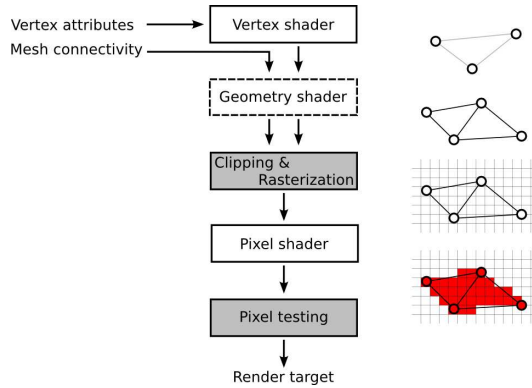 Vertex attributes
Vertex shader
Mesh connectivity
Geometry shader
Clipping &
Rasterization
Pixel shader
Pixel testing
Render target